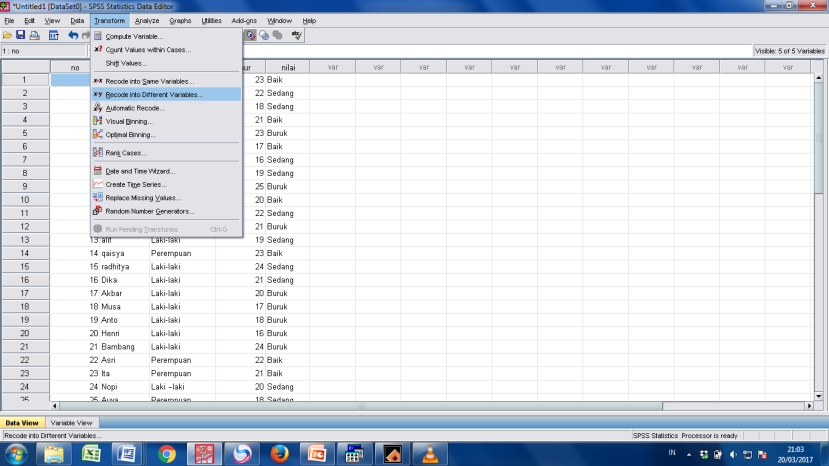 *Untitled1 [DataSet0] - SPSS Statistics Data Editor
File Edit View Data Transform Analyze Graphs Utilities Add-ons Window Help
1 : no
Visible: 5 of 5 Variables
Compute Variable...
Count Values within Cases...
Shift Values...
Recode into Same Variables...
Recode into Different Variables...
Automatic Recode...
Visual Binning...
Optimal Binning...
Rank Cases...
Date and Time Wizard...
Create Time Series...
Replace Missing Values...
Random Number Generators...
Run Pending Transforms Ctrl-G
no nilai var var var var var var var var var var var
1 23 Baik
2 22 Sedang
3 18 Sedang
4 21 Baik
5 23 Buruk
6 17 Baik
7 16 Sedang
8 19 Sedang
9 25 Buruk
10 20 Baik
11 22 Sedang
12 21 Buruk
13 13 alif Laki-laki 19 Sedang
14 14 qaisya Perempuan 23 Baik
15 15 radhitya Laki-laki 24 Sedang
16 16 Dika Laki-laki 21 Sedang
17 17 Akbar Laki-laki 20 Buruk
18 18 Musa Laki-laki 17 Buruk
19 19 Anto Laki-laki 18 Buruk
20 20 Henri Laki-laki 16 Buruk
21 21 Bambang Laki-laki 24 Buruk
22 22 Asri Perempuan 22 Baik
23 23 Ita Perempuan 21 Baik
24 24 Nopi Laki -laki 20 Sedang
25 25 Auva Perempuan 18 Sedang
Data View Variable View
Recode into Different Variables...
SPSS Statistics Processor is ready
IN
21:03
20/03/2017